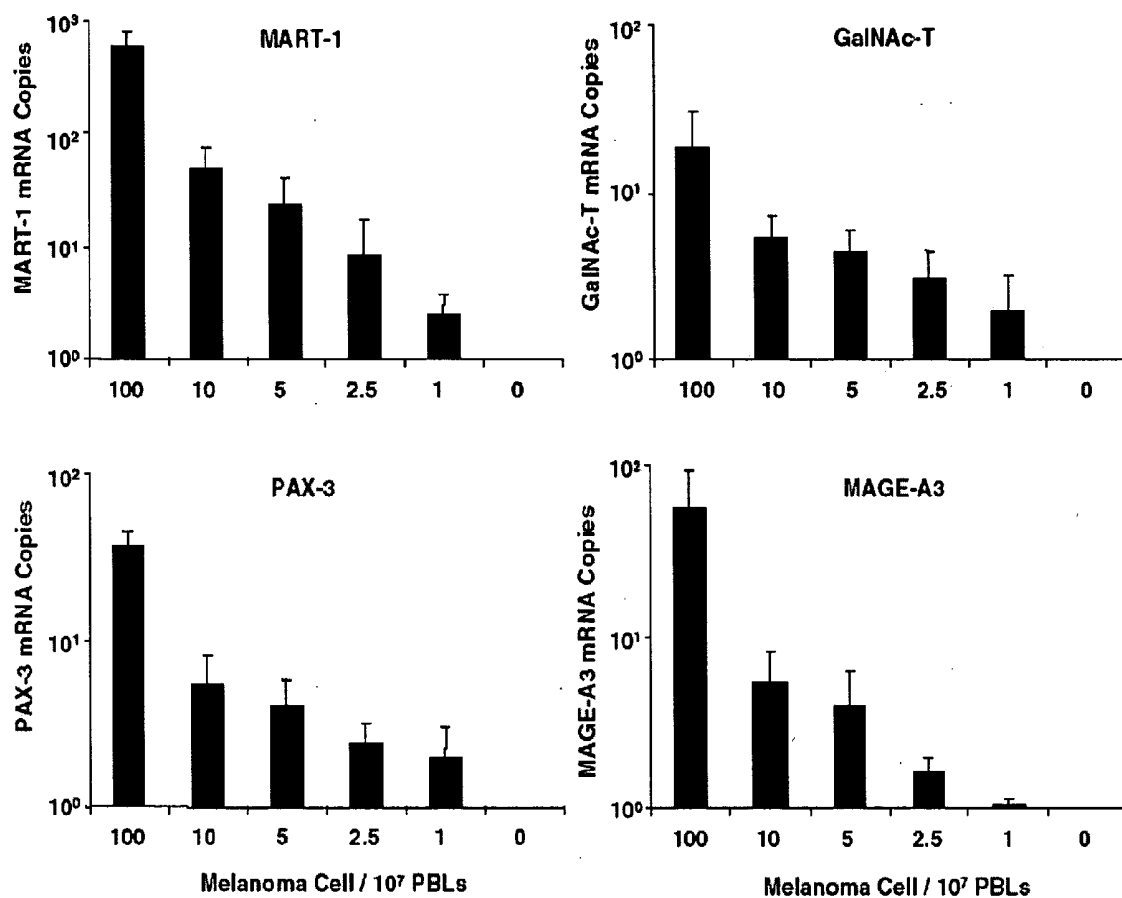 MART-1
MART-1 mRNA Copies
10³
10²
10¹
10⁰
100 10 5 2.5 1 0
GalNAc-T
GalNAc-T mRNA Copies
10²
10¹
10⁰
100 10 5 2.5 1 0
PAX-3
PAX-3 mRNA Copies
10²
10¹
10⁰
100 10 5 2.5 1 0
Melanoma Cell / 10⁷ PBLs
MAGE-A3
MAGE-A3 mRNA Copies
10²
10¹
10⁰
100 10 5 2.5 1 0
Melanoma Cell / 10⁷ PBLs